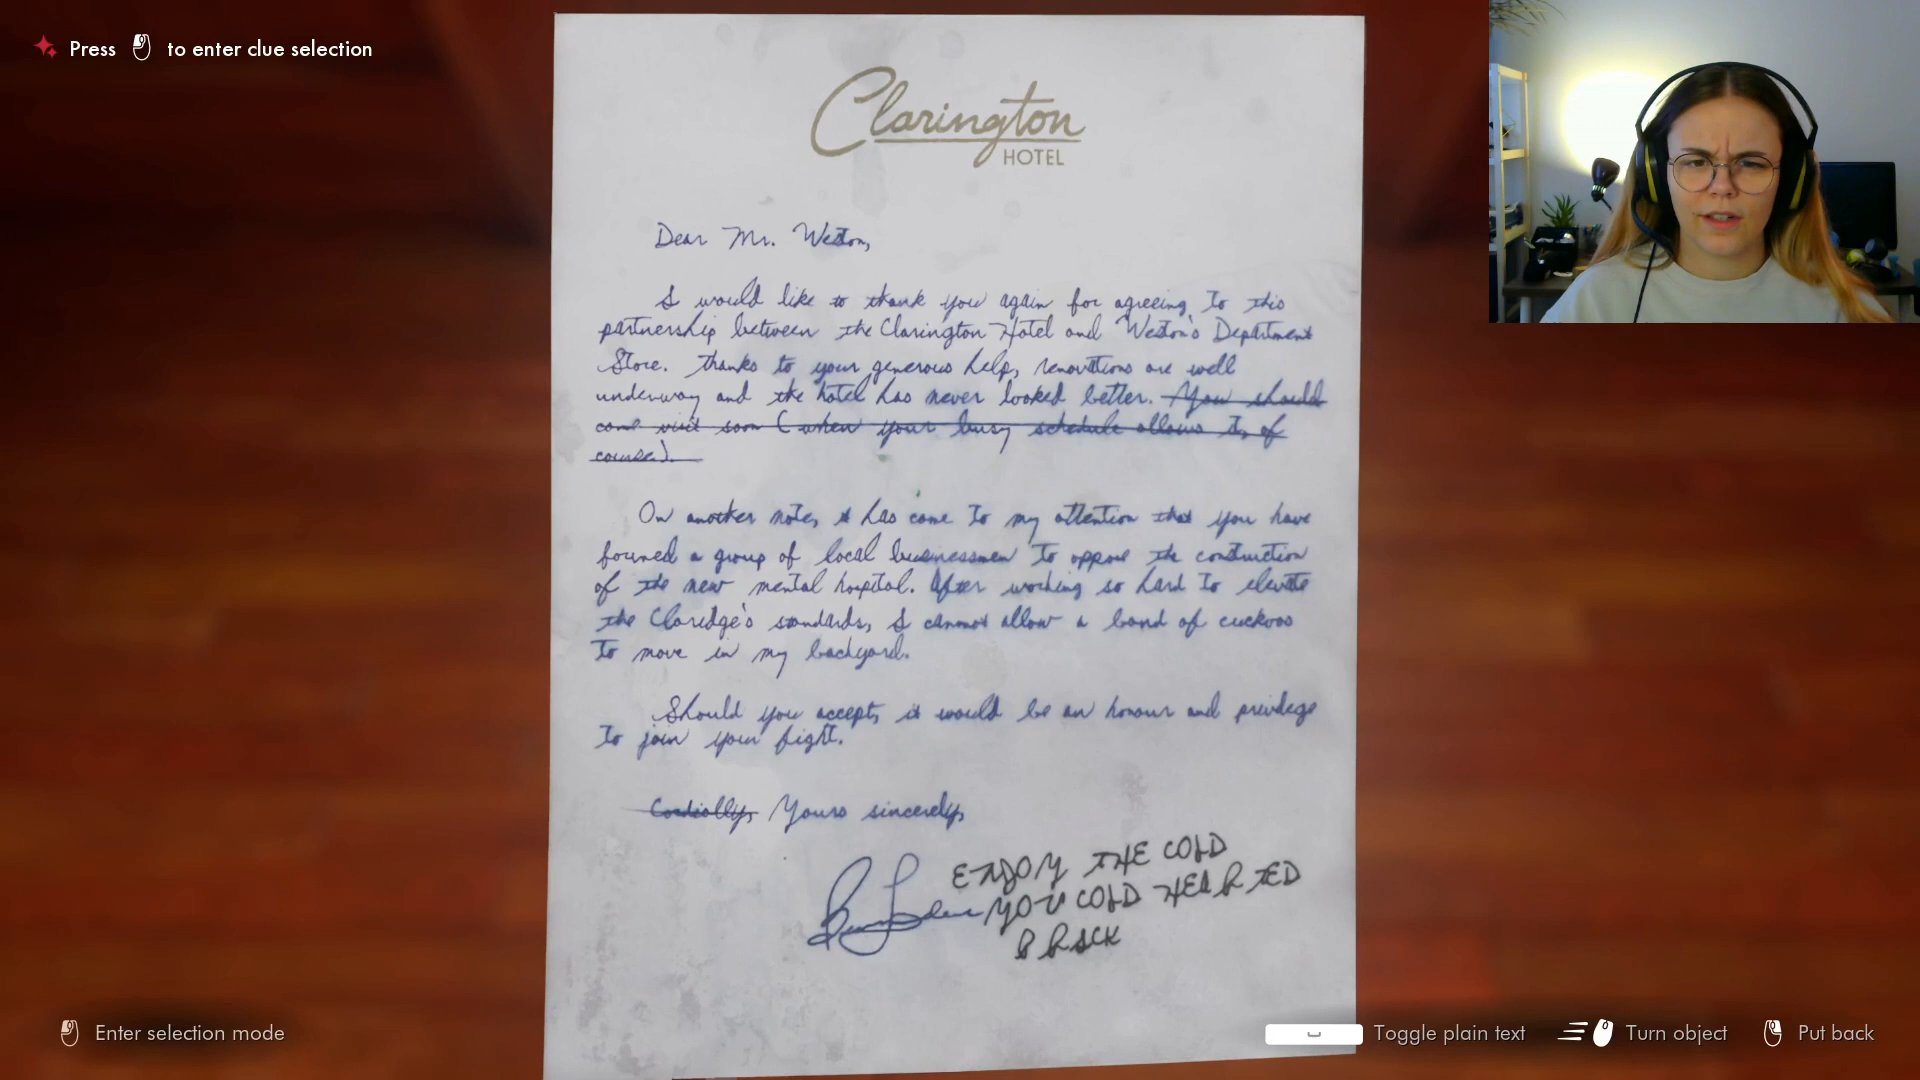 Press to enter clue selection
Clarington
HOTEL
Dear Mr. Weston,
I would like to thank you again for agreeing to this
partnership between the Clarington Hotel and Weston's Department
Store. Thanks to your generous help, renovations are well
underway and the hotel has never looked better. You should
come visit soon (when your busy schedule allows it, of
course).
On another note, it has come to my attention that you have
formed a group of local businessmen to oppose the construction
of the new mental hospital. After working so hard to elevate
the Claridge's standards, I cannot allow a band of cuckoos
to move in my backyard.
Should you accept, it would be an honour and privilege
to join your fight.
Cordially, Yours sincerely,
ENJOY THE COLD
YOU COLD HEARTED
Enter selection mode
Toggle plain text
Turn object
Put back